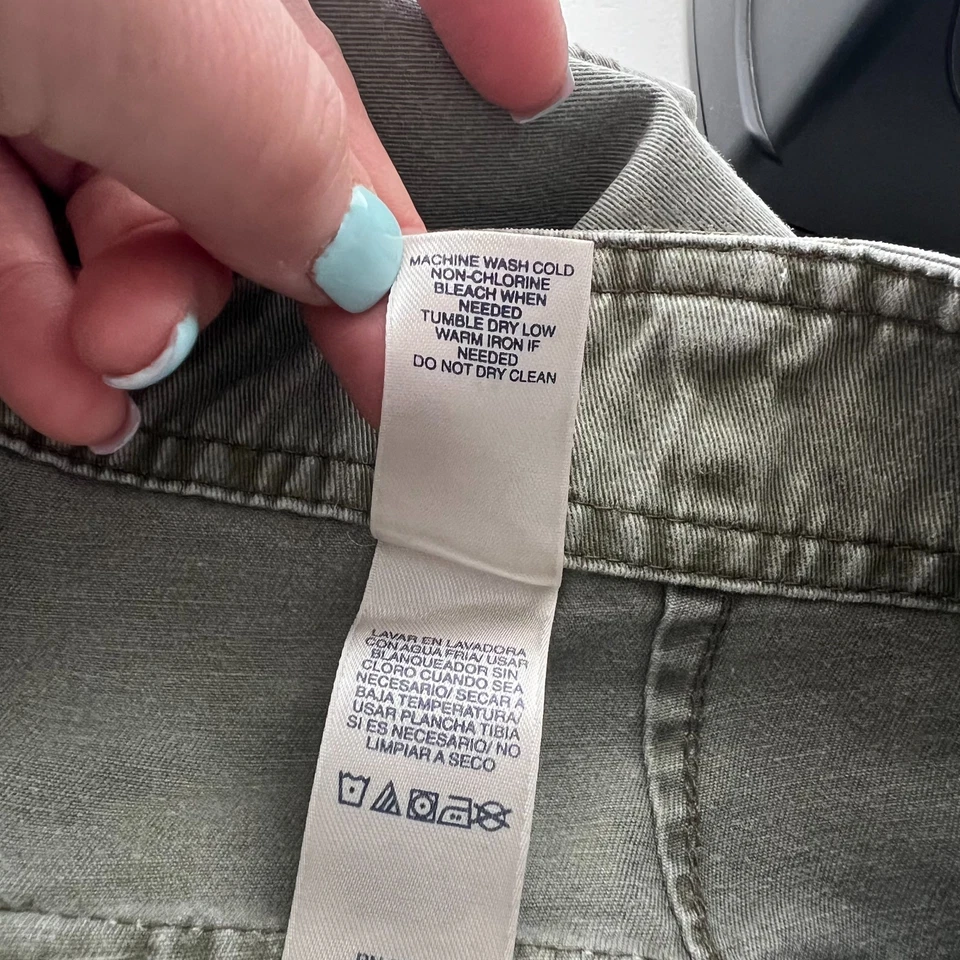 MACHINE WASH COLD
NON-CHLORINE
BLEACH WHEN
NEEDED
TUMBLE DRY LOW
WARM IRON IF
NEEDED
DO NOT DRY CLEAN
LAVAR EN LAVADORA
CON AGUA FRIA/ USAR
BLANQUEADOR SIN
CLORO CUANDO SEA
NECESARIO/ SECAR A
BAJA TEMPERATURA/
USAR PLANCHA TIBIA
SI ES NECESARIO/ NO
LIMPIAR A SECO